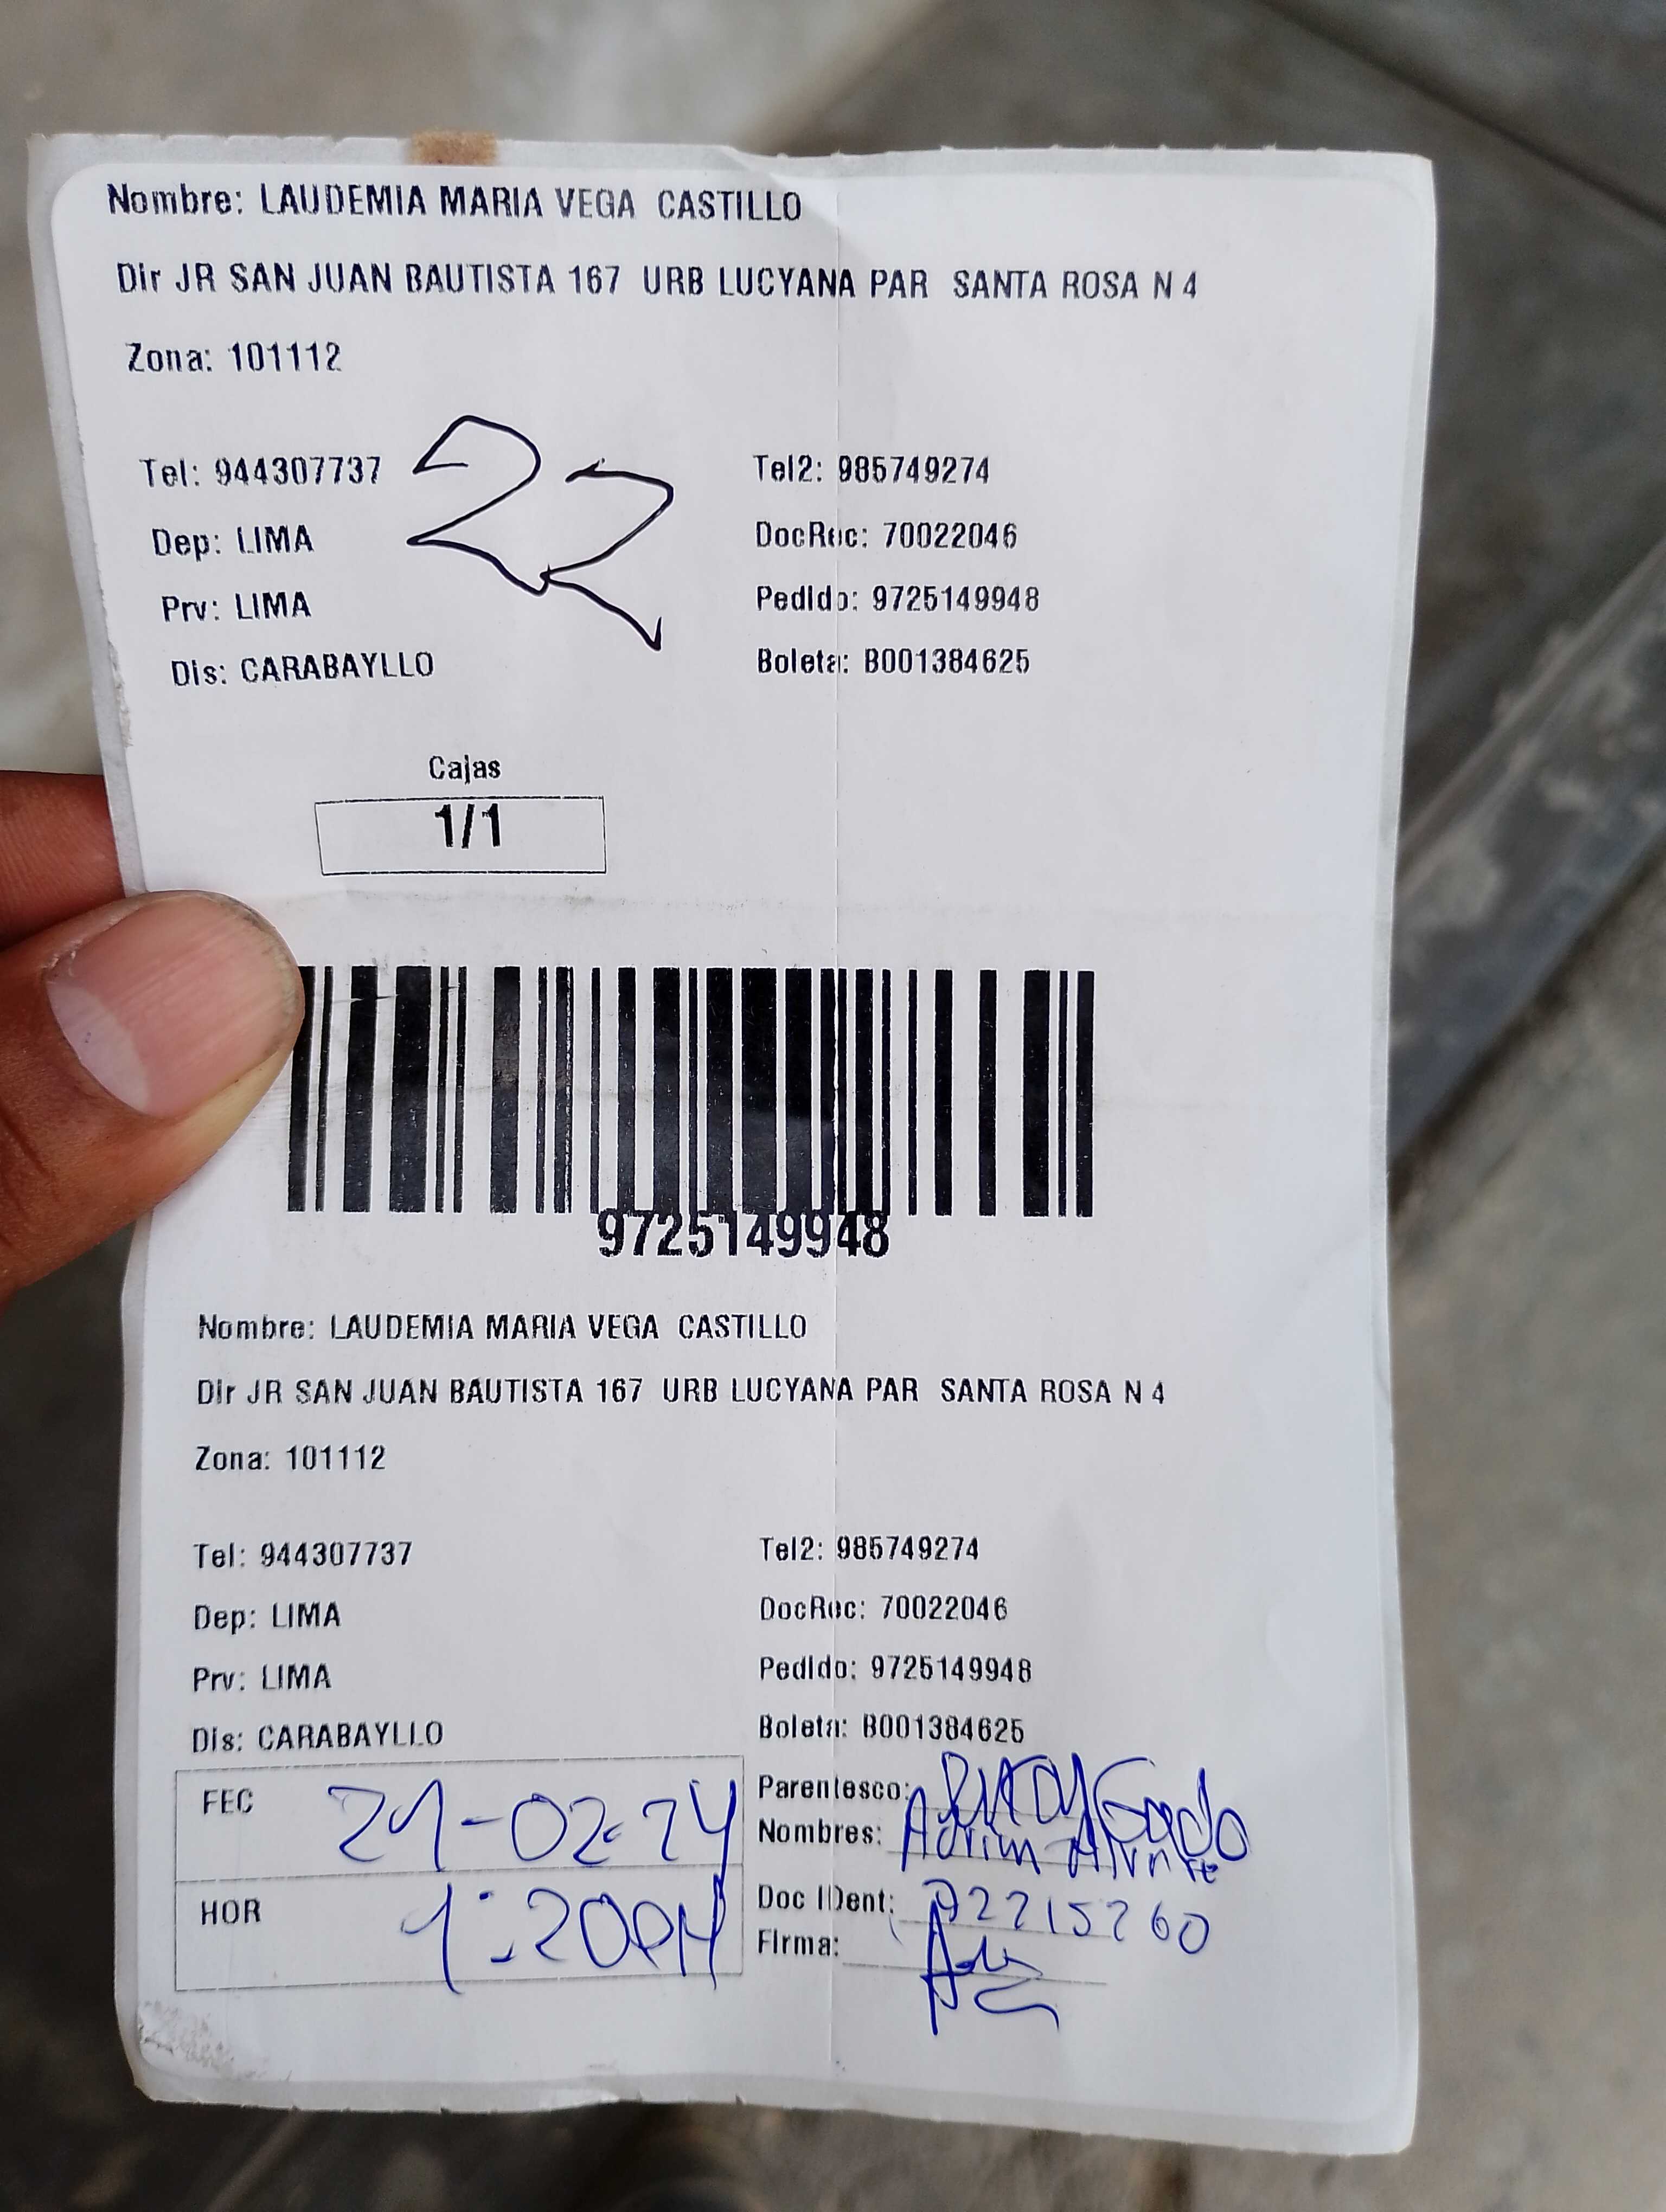 Nombre: LAUDEMIA MARIA VEGA CASTILLO
Dir JR SAN JUAN BAUTISTA 167 URB LUCYANA PAR SANTA ROSA N 4
Zona: 101112
22
Tel: 944307737 Tel2: 985749274
Dep: LIMA DocRec: 70022046
Prv: LIMA Pedido: 9725149948
Dis: CARABAYLLO Boleta: B001384625
Cajas
1/1
9725149948
Nombre: LAUDEMIA MARIA VEGA CASTILLO
Dir JR SAN JUAN BAUTISTA 167 URB LUCYANA PAR SANTA ROSA N 4
Zona: 101112
Tel: 944307737 Tel2: 985749274
Dep: LIMA DocRec: 70022046
Prv: LIMA Pedido: 9725149948
Dis: CARABAYLLO Boleta: B001384625
FEC 21-02-24 Parentesco:
Nombres:
HOR 1:20PM Doc IDent:
Firma: